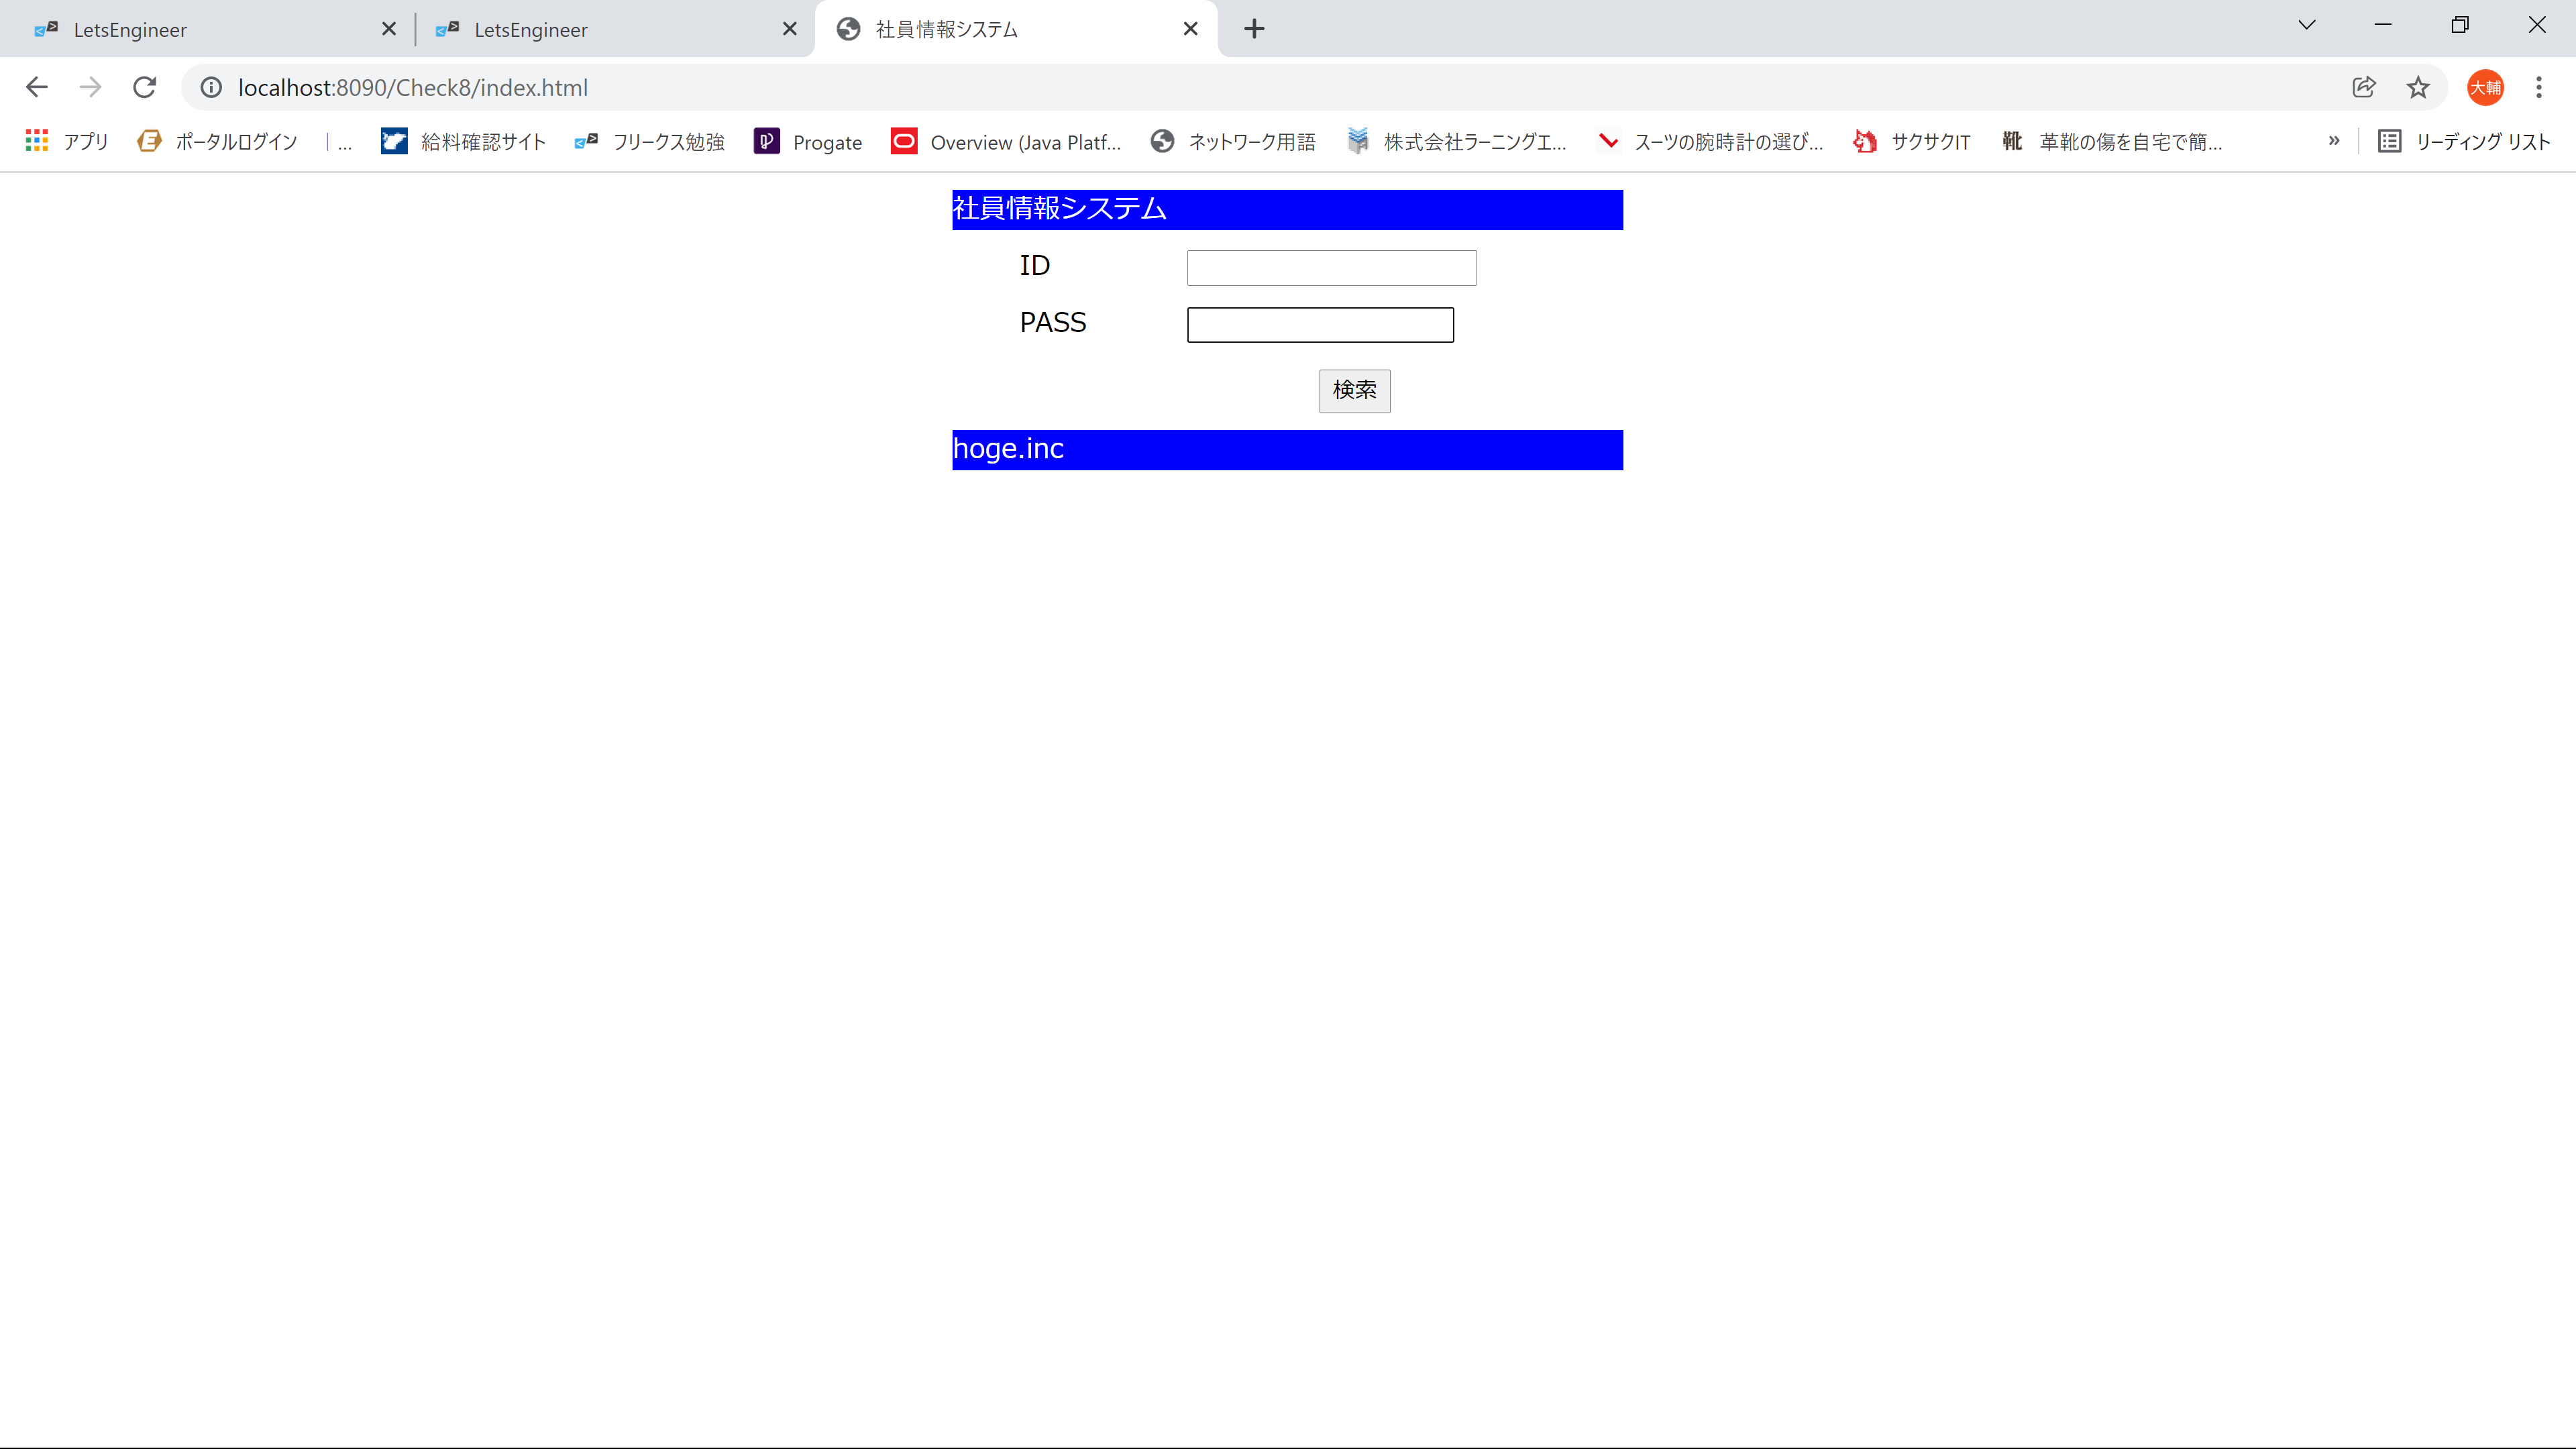 LetsEngineer
LetsEngineer
社員情報システム
localhost:8090/Check8/index.html
大輔
アプリ
ポータルログイン ｜...
給料確認サイト
フリークス勉強
Progate
Overview (Java Platf...
ネットワーク用語
株式会社ラーニングエ...
スーツの腕時計の選び...
サクサクIT
靴 革靴の傷を自宅で簡...
»
リーディング リスト
社員情報システム
ID
PASS
検索
hoge.inc